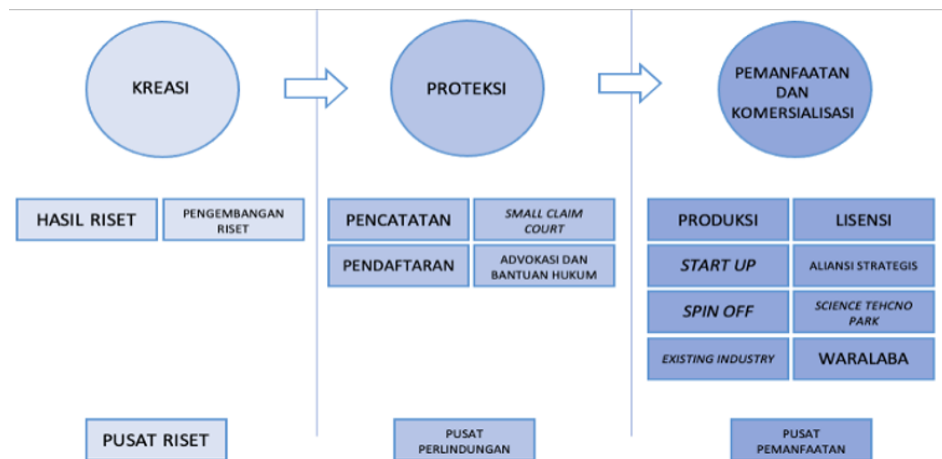 KREASI
PROTEKSI
PEMANFAATAN
DAN
KOMERSIALISASI
HASIL RISET
PENGEMBANGAN
RISET
PENCATATAN
SMALL CLAIM
COURT
PENDAFTARAN
ADVOKASI DAN
BANTUAN HUKUM
PRODUKSI
LISENSI
START UP
ALIANSI STRATEGIS
SPIN OFF
SCIENCE TEHCNO
PARK
EXISTING INDUSTRY
WARALABA
PUSAT RISET
PUSAT
PERLINDUNGAN
PUSAT
PEMANFAATAN